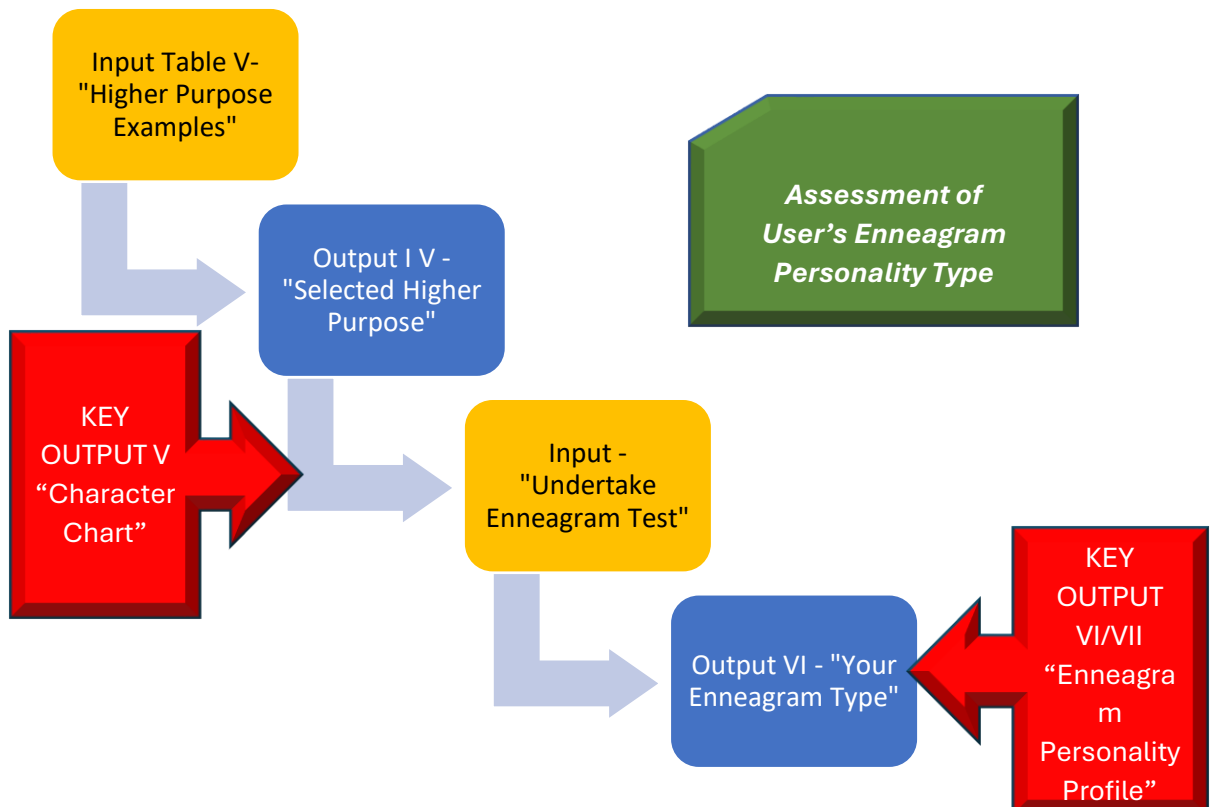 Input Table V-
"Higher Purpose
Examples"
Assessment of
User’s Enneagram
Personality Type
Output I V -
"Selected Higher
Purpose"
KEY
OUTPUT V
“Character
Chart”
Input -
"Undertake
Enneagram Test"
KEY
OUTPUT
VI/VII
“Enneagra
m
Personality
Profile”
Output VI - "Your
Enneagram Type"